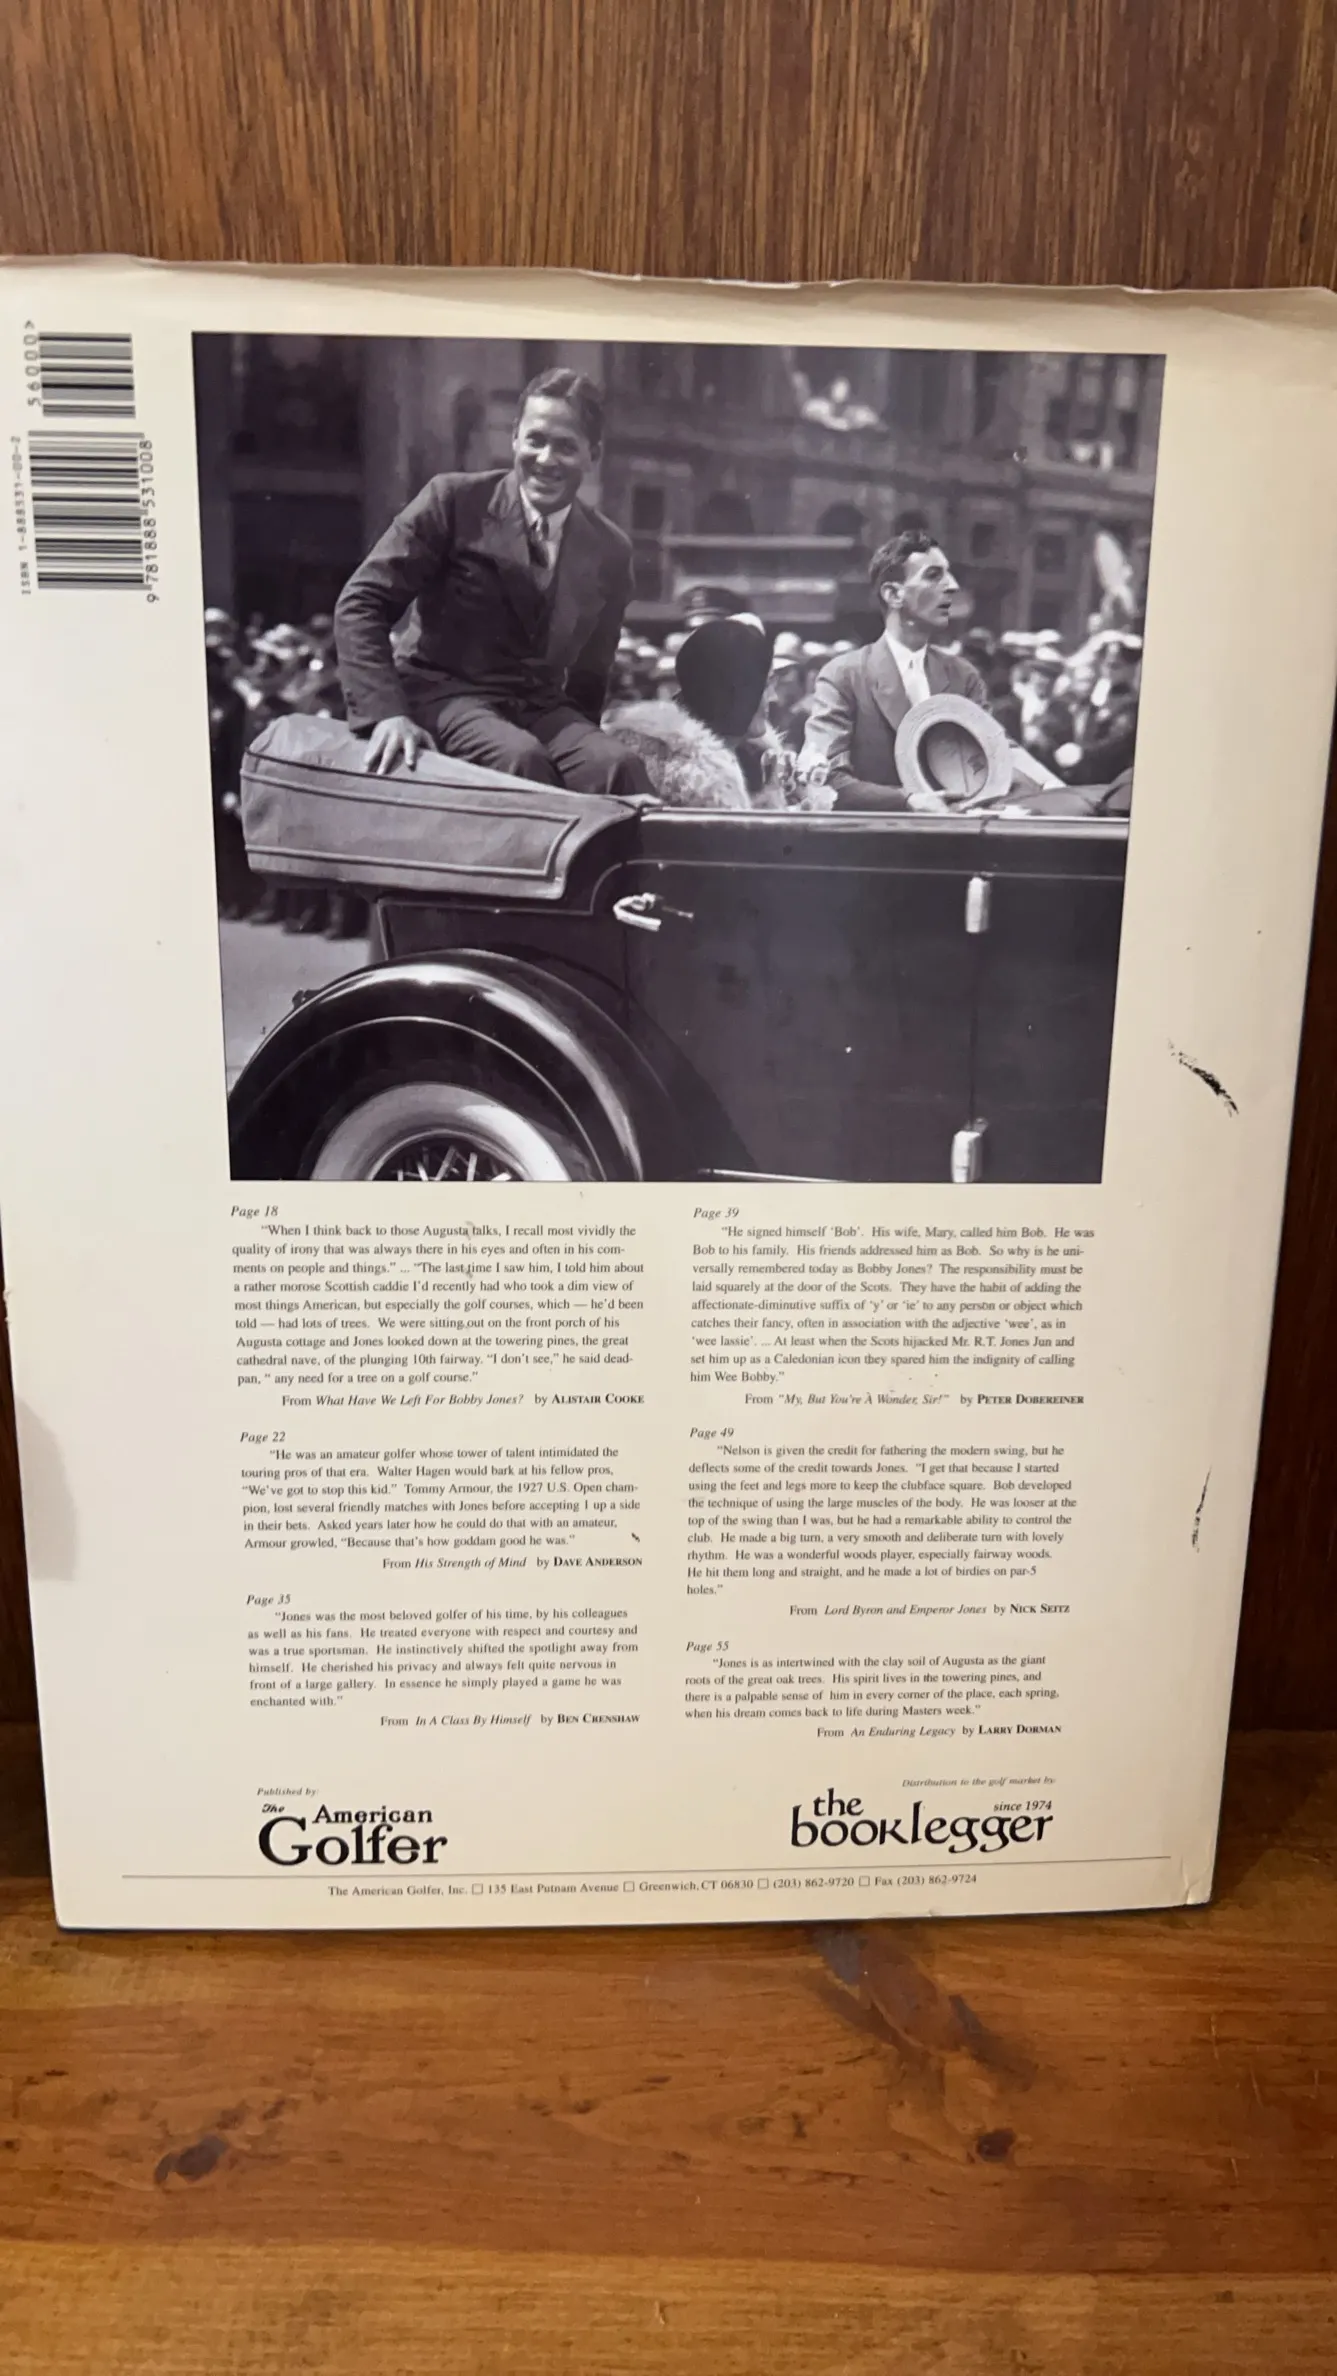 56000>
ISBN 1-888531-00-2
9 781888 531008
Page 18
"When I think back to those Augusta talks, I recall most vividly the
quality of irony that was always there in his eyes and often in his com-
ments on people and things." ... "The last time I saw him, I told him about
a rather morose Scottish caddie I'd recently had who took a dim view of
most things American, but especially the golf courses, which — he'd been
told — had lots of trees. We were sitting out on the front porch of his
Augusta cottage and Jones looked down at the towering pines, the great
cathedral nave, of the plunging 10th fairway. "I don't see," he said dead-
pan, " any need for a tree on a golf course."
From What Have We Left For Bobby Jones? by ALISTAIR COOKE
Page 22
"He was an amateur golfer whose tower of talent intimidated the
touring pros of that era. Walter Hagen would bark at his fellow pros,
"We've got to stop this kid." Tommy Armour, the 1927 U.S. Open cham-
pion, lost several friendly matches with Jones before accepting 1 up a side
in their bets. Asked years later how he could do that with an amateur,
Armour growled, "Because that's how goddam good he was."
From His Strength of Mind by DAVE ANDERSON
Page 35
"Jones was the most beloved golfer of his time, by his colleagues
as well as his fans. He treated everyone with respect and courtesy and
was a true sportsman. He instinctively shifted the spotlight away from
himself. He cherished his privacy and always felt quite nervous in
front of a large gallery. In essence he simply played a game he was
enchanted with."
From In A Class By Himself by BEN CRENSHAW
Page 39
"He signed himself 'Bob'. His wife, Mary, called him Bob. He was
Bob to his family. His friends addressed him as Bob. So why is he uni-
versally remembered today as Bobby Jones? The responsibility must be
laid squarely at the door of the Scots. They have the habit of adding the
affectionate-diminutive suffix of 'y' or 'ie' to any person or object which
catches their fancy, often in association with the adjective 'wee', as in
'wee lassie'. ... At least when the Scots hijacked Mr. R.T. Jones Jun and
set him up as a Caledonian icon they spared him the indignity of calling
him Wee Bobby."
From "My, But You're A Wonder, Sir!" by PETER DOBEREINER
Page 49
"Nelson is given the credit for fathering the modern swing, but he
deflects some of the credit towards Jones. "I get that because I started
using the feet and legs more to keep the clubface square. Bob developed
the technique of using the large muscles of the body. He was looser at the
top of the swing than I was, but he had a remarkable ability to control the
club. He made a big turn, a very smooth and deliberate turn with lovely
rhythm. He was a wonderful woods player, especially fairway woods.
He hit them long and straight, and he made a lot of birdies on par-5
holes."
From Lord Byron and Emperor Jones by NICK SEITZ
Page 55
"Jones is as intertwined with the clay soil of Augusta as the giant
roots of the great oak trees. His spirit lives in the towering pines, and
there is a palpable sense of him in every corner of the place, each spring,
when his dream comes back to life during Masters week."
From An Enduring Legacy by LARRY DORMAN
Published by:
The American
Golfer
Distribution to the golf market by:
the
since 1974
booklegger
The American Golfer, Inc. □ 135 East Putnam Avenue □ Greenwich, CT 06830 □ (203) 862-9720 □ Fax (203) 862-9724